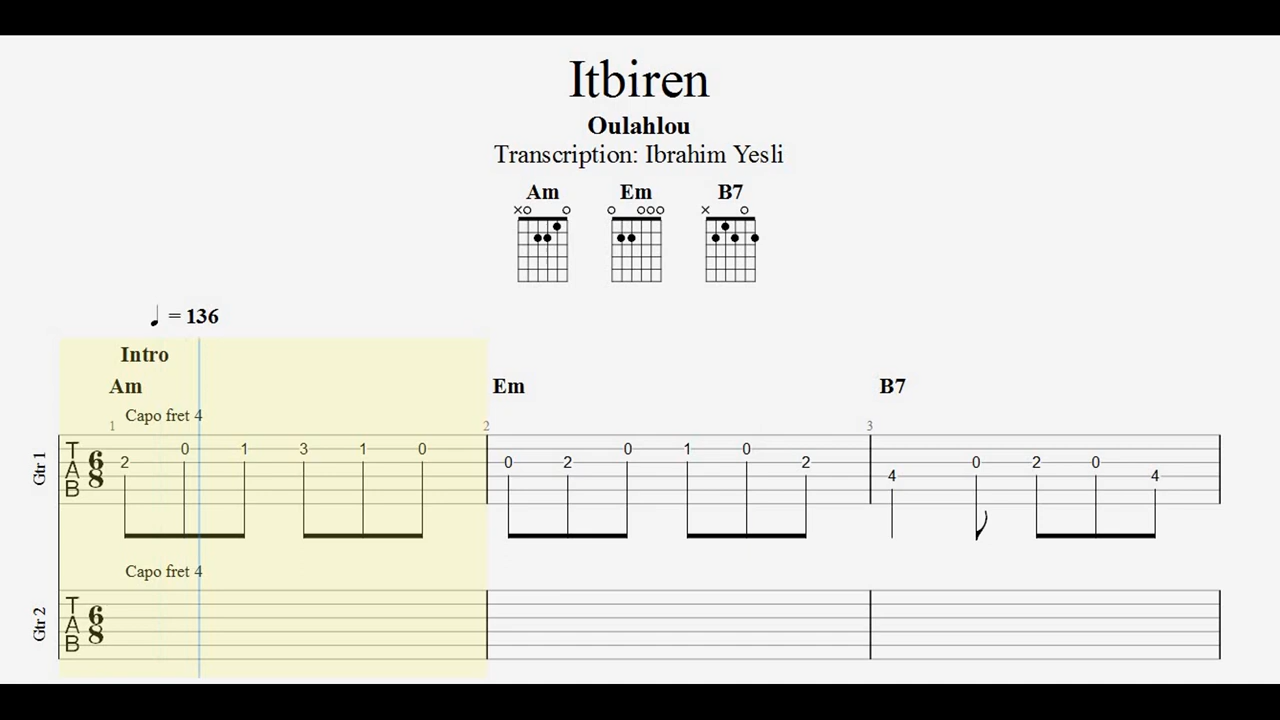 Itbiren
Oulahlou
Transcription: Ibrahim Yesli
Am Em B7
= 136
Intro
Am Em B7
Capo fret 4
1 2 3
Gtr 1
TAB
6
8
2 0 1 3 1 0
0 2 0 1 0 2
4 0 2 0 4
Capo fret 4
Gtr 2
TAB
6
8